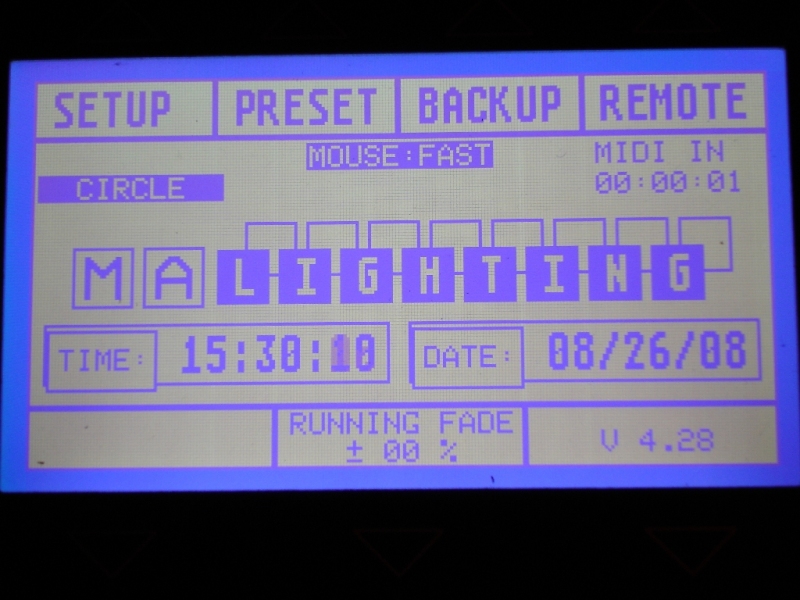 SETUP PRESET BACKUP REMOTE
MOUSE:FAST MIDI IN
CIRCLE 00:00:01
MA LIGHTING
TIME: 15:30:10 DATE: 08/26/08
RUNNING FADE
± 00 % V 4.28